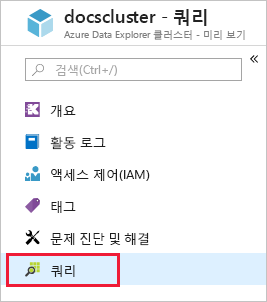 docscluster - 쿼리
Azure Data Explorer 클러스터 - 미리 보기
검색(Ctrl+/)
개요
활동 로그
액세스 제어(IAM)
태그
문제 진단 및 해결
쿼리